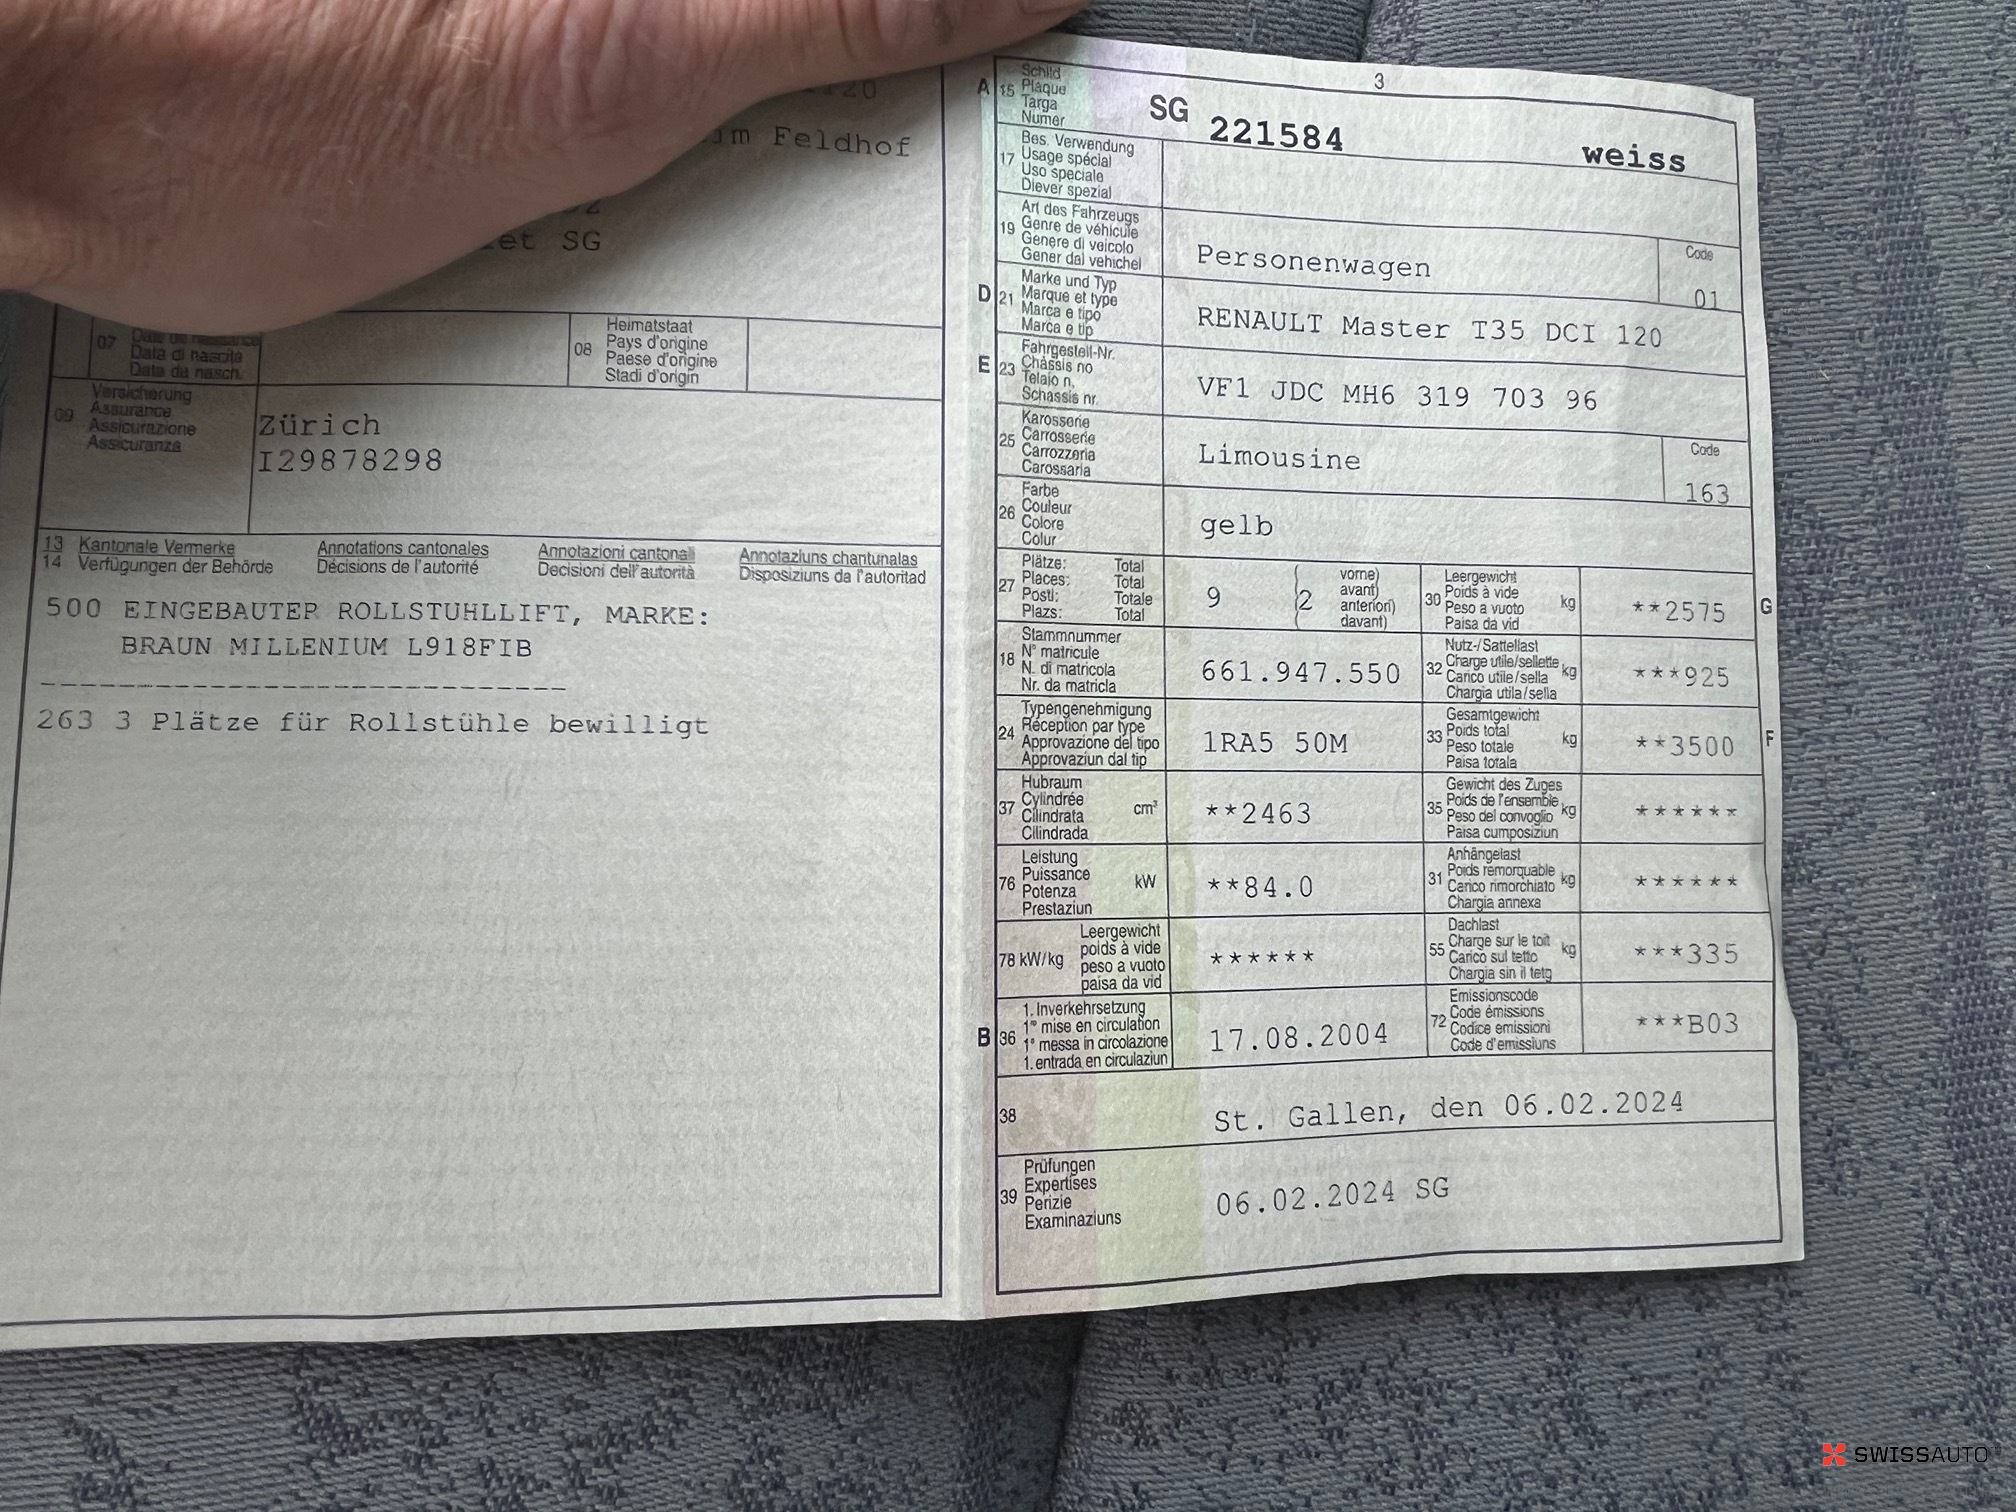 120
Feldhof
SG
07 Data di nascita
Data da nasch.
08 Heimatstaat
Pays d'origine
Paese d'origine
Stadi d'origin
09 Versicherung
Assurance
Assicurazione
Assicuranza
Zürich
I29878298
13 Kantonale Vermerke Annotations cantonales Annotazioni cantonali Annotaziuns chantunalas
14 Verfügungen der Behörde Décisions de l'autorité Decisioni dell'autorità Disposiziuns da l'autoritad
500 EINGEBAUTER ROLLSTUHLLIFT, MARKE:
BRAUN MILLENIUM L918FIB
------------------------------
263 3 Plätze für Rollstühle bewilligt
3
A 15 Schild
Plaque
Targa
Numer
SG 221584 weiss
17 Bes. Verwendung
Usage spécial
Uso speciale
Diever spezial
19 Art des Fahrzeugs
Genre de véhicule
Genere di veicolo
Gener dal vehichel
Personenwagen
Code
01
D 21 Marke und Typ
Marque et type
Marca e tipo
Marca e tip
RENAULT Master T35 DCI 120
E 23 Fahrgestell-Nr.
Châssis no
Telaio n.
Schassis nr.
VF1 JDC MH6 319 703 96
25 Karosserie
Carrosserie
Carrozzeria
Carossaria
Limousine
Code
163
26 Farbe
Couleur
Colore
Colur
gelb
27 Plätze: Total
Places: Total
Posti: Totale
Plazs: Total
9 (2 vorne)
avant)
anteriori)
davant)
30 Leergewicht
Poids à vide
Peso a vuoto
Paisa da vid
kg
**2575
G
18 Stammnummer
N° matricule
N. di matricola
Nr. da matricla
661.947.550
32 Nutz-/Sattellast
Charge utile/sellette
Carico utile/sella
Chargia utila/sella
kg
***925
24 Typengenehmigung
Réception par type
Approvazione del tipo
Approvaziun dal tip
1RA5 50M
33 Gesamtgewicht
Poids total
Peso totale
Paisa totala
kg
**3500
F
37 Hubraum
Cylindrée
Cilindrata
Cilindrada
cm³
**2463
35 Gewicht des Zuges
Poids de l'ensemble
Peso del convoglio
Paisa cumposiziun
kg
******
76 Leistung
Puissance
Potenza
Prestaziun
kW
**84.0
31 Anhängelast
Poids remorquable
Carico rimorchiato
Chargia annexa
kg
******
78 kW/kg Leergewicht
poids à vide
peso a vuoto
paisa da vid
******
55 Dachlast
Charge sur le toit
Carico sul tetto
Chargia sin il tetg
kg
***335
B 36 1. Inverkehrsetzung
1re mise en circulation
1a messa in circolazione
1. entrada en circulaziun
17.08.2004
72 Emissionscode
Code émissions
Codice emissioni
Code d'emissiuns
***B03
38 St. Gallen, den 06.02.2024
39 Prüfungen
Expertises
Perizie
Examinaziuns
06.02.2024 SG
SWISSAUTO